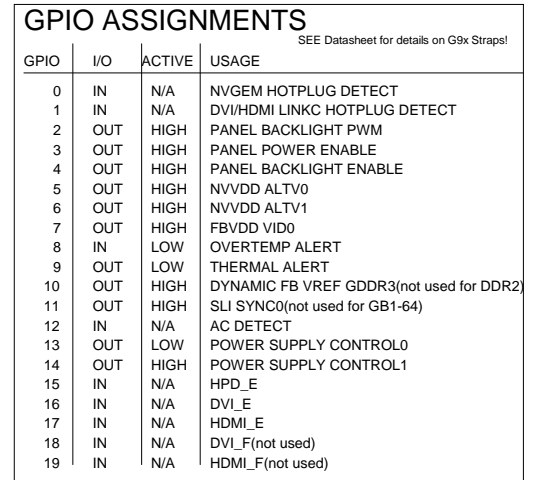 GPIO ASSIGNMENTS
SEE Datasheet for details on G9x Straps!
GPIO I/O ACTIVE USAGE
0 IN N/A NVGEM HOTPLUG DETECT
1 IN N/A DVI/HDMI LINKC HOTPLUG DETECT
2 OUT HIGH PANEL BACKLIGHT PWM
3 OUT HIGH PANEL POWER ENABLE
4 OUT HIGH PANEL BACKLIGHT ENABLE
5 OUT HIGH NVVDD ALTV0
6 OUT HIGH NVVDD ALTV1
7 OUT HIGH FBVDD VID0
8 IN LOW OVERTEMP ALERT
9 OUT LOW THERMAL ALERT
10 OUT HIGH DYNAMIC FB VREF GDDR3(not used for DDR2)
11 OUT HIGH SLI SYNC0(not used for GB1-64)
12 IN N/A AC DETECT
13 OUT LOW POWER SUPPLY CONTROL0
14 OUT HIGH POWER SUPPLY CONTROL1
15 IN N/A HPD_E
16 IN N/A DVI_E
17 IN N/A HDMI_E
18 IN N/A DVI_F(not used)
19 IN N/A HDMI_F(not used)